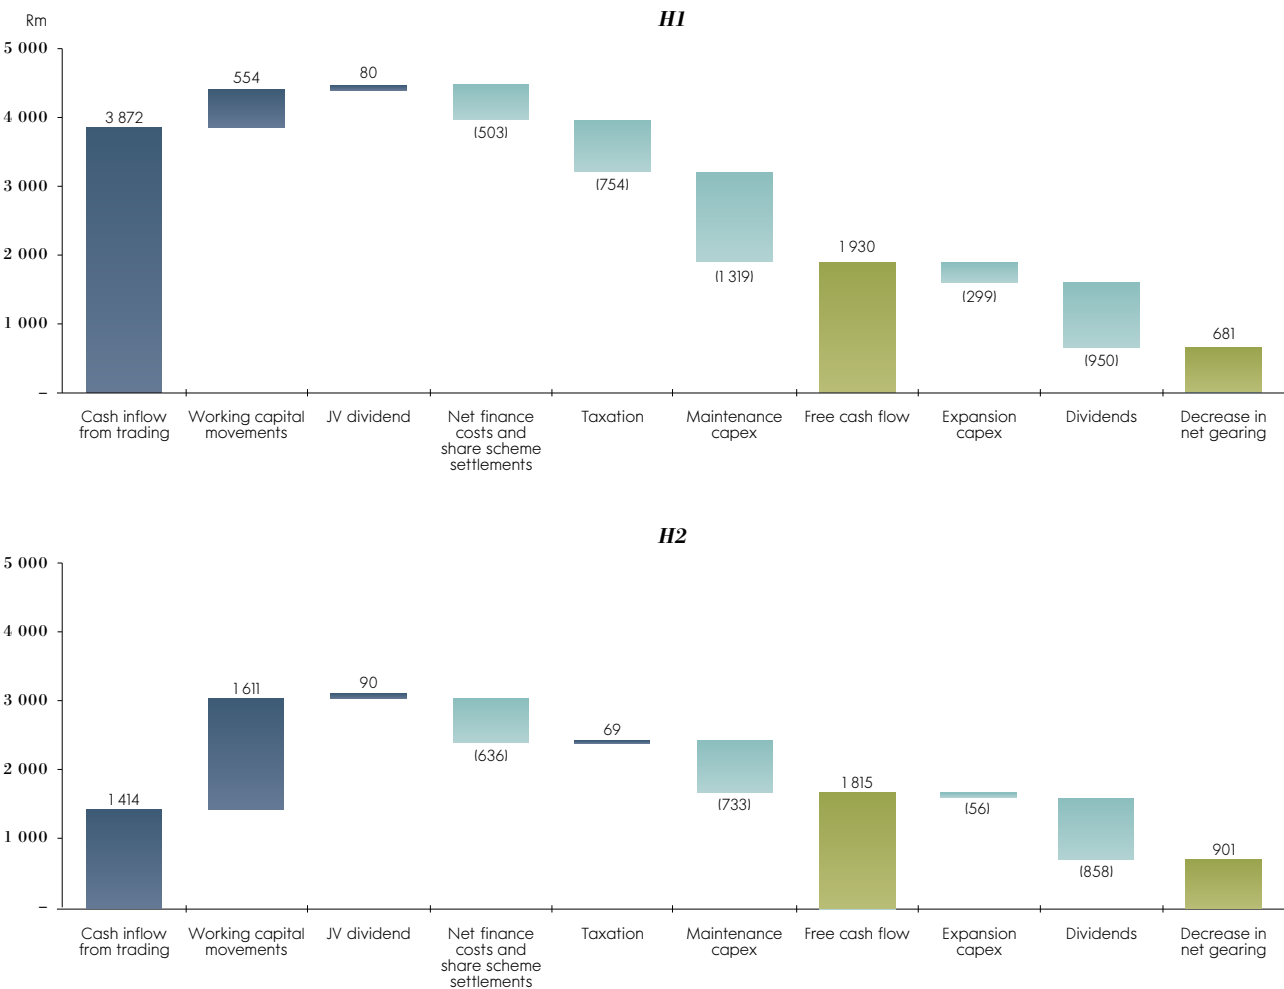 H1
Rm
5 000
4 000
3 000
2 000
1 000
–
3 872
554
80
(503)
(754)
(1 319)
1 930
(299)
(950)
681
Cash inflow
from trading
Working capital
movements
JV dividend
Net finance
costs and
share scheme
settlements
Taxation
Maintenance
capex
Free cash flow
Expansion
capex
Dividends
Decrease in
net gearing
H2
5 000
4 000
3 000
2 000
1 000
–
1 414
1 611
90
(636)
69
(733)
1 815
(56)
(858)
901
Cash inflow
from trading
Working capital
movements
JV dividend
Net finance
costs and
share scheme
settlements
Taxation
Maintenance
capex
Free cash flow
Expansion
capex
Dividends
Decrease in
net gearing